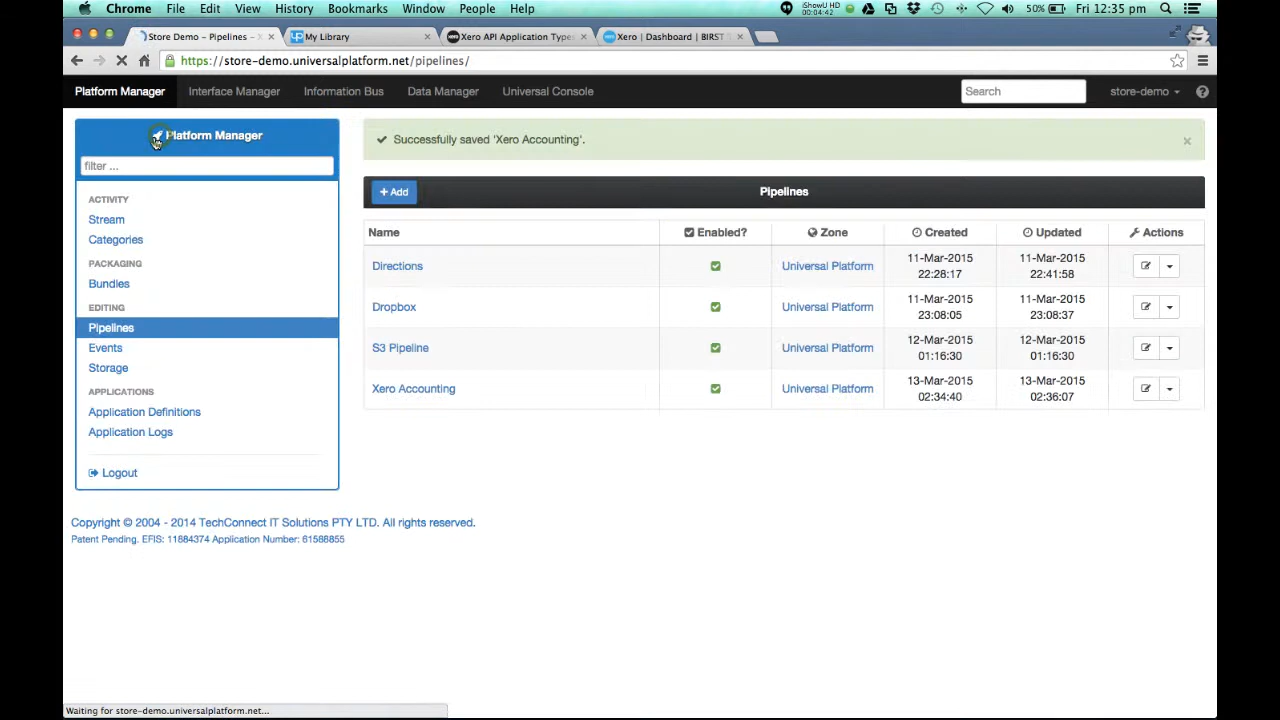 Chrome File Edit View History Bookmarks Window People Help
iShowU HD
00:04:42
50%
Fri 12:35 pm
Store Demo – Pipelines – X
My Library
Xero API Application Types
Xero | Dashboard | BIRST T
https://store-demo.universalplatform.net/pipelines/
Platform Manager
Interface Manager
Information Bus
Data Manager
Universal Console
Search
store-demo
Platform Manager
filter ...
ACTIVITY
Stream
Categories
PACKAGING
Bundles
EDITING
Pipelines
Events
Storage
APPLICATIONS
Application Definitions
Application Logs
Logout
Copyright © 2004 - 2014 TechConnect IT Solutions PTY LTD. All rights reserved.
Patent Pending. EFIS: 11884374 Application Number: 61588855
Successfully saved 'Xero Accounting'.
+ Add
Pipelines
Name Enabled? Zone Created Updated Actions
Directions Universal Platform 11-Mar-2015 11-Mar-2015
22:28:17 22:41:58
Dropbox Universal Platform 11-Mar-2015 11-Mar-2015
23:08:05 23:08:37
S3 Pipeline Universal Platform 12-Mar-2015 12-Mar-2015
01:16:30 01:16:30
Xero Accounting Universal Platform 13-Mar-2015 13-Mar-2015
02:34:40 02:36:07
Waiting for store-demo.universalplatform.net...